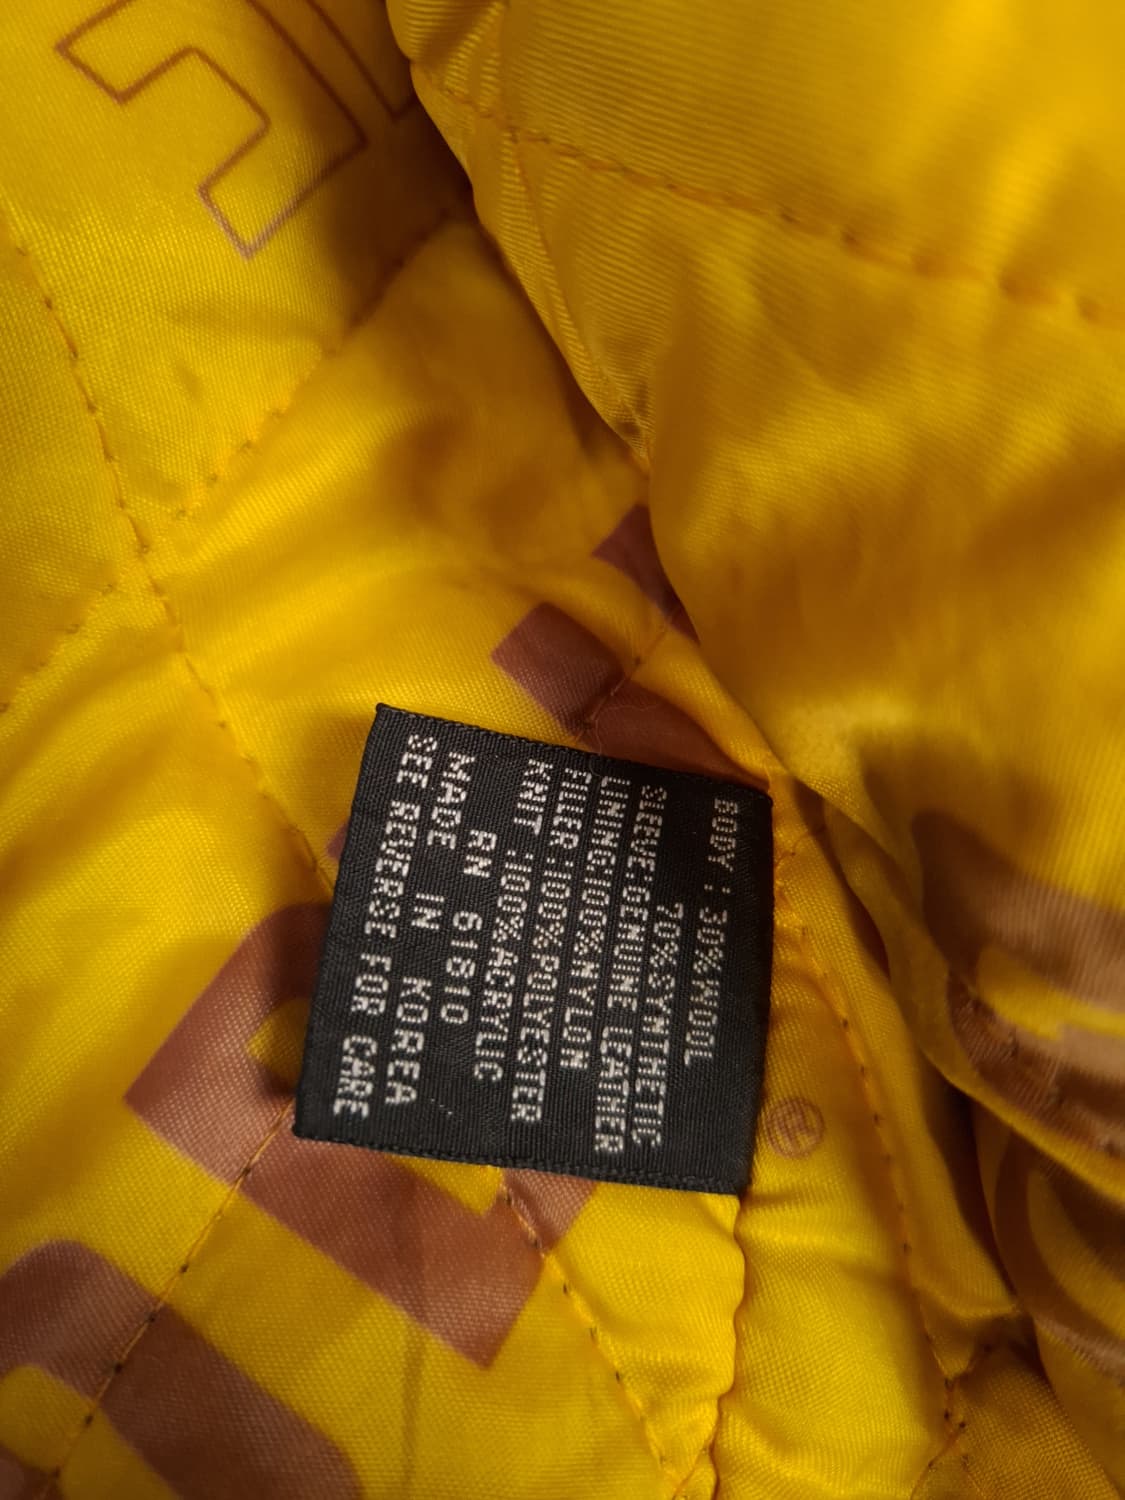 BODY : 30%WOOL
70%SYNTHETIC
SLEEVE:GENUINE LEATHER
LINING:100%NYLON
FILLER:100%POLYESTER
KNIT :100%ACRYLIC
RN 61810
MADE IN KOREA
SEE REVERSE FOR CARE